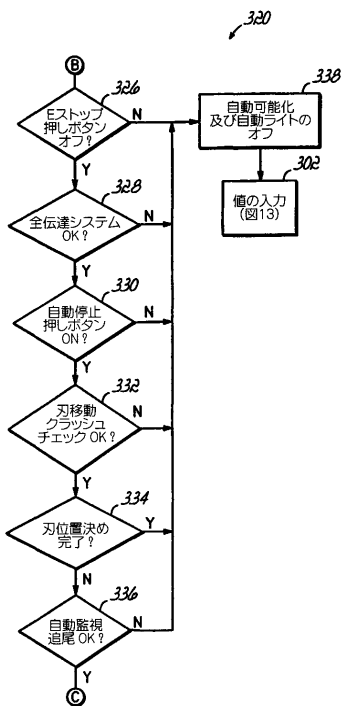 320
B
326
Eストップ
押しボタン
オフ?
N
Y
338
自動可能化
及び自動ライトの
オフ
302
値の入力
(図13)
328
全伝達システム
OK?
N
Y
330
自動停止
押しボタン
ON?
N
Y
332
刃移動
クラッシュ
チェックOK?
N
Y
334
刃位置決め
完了?
Y
N
336
自動監視
追尾OK?
N
Y
C